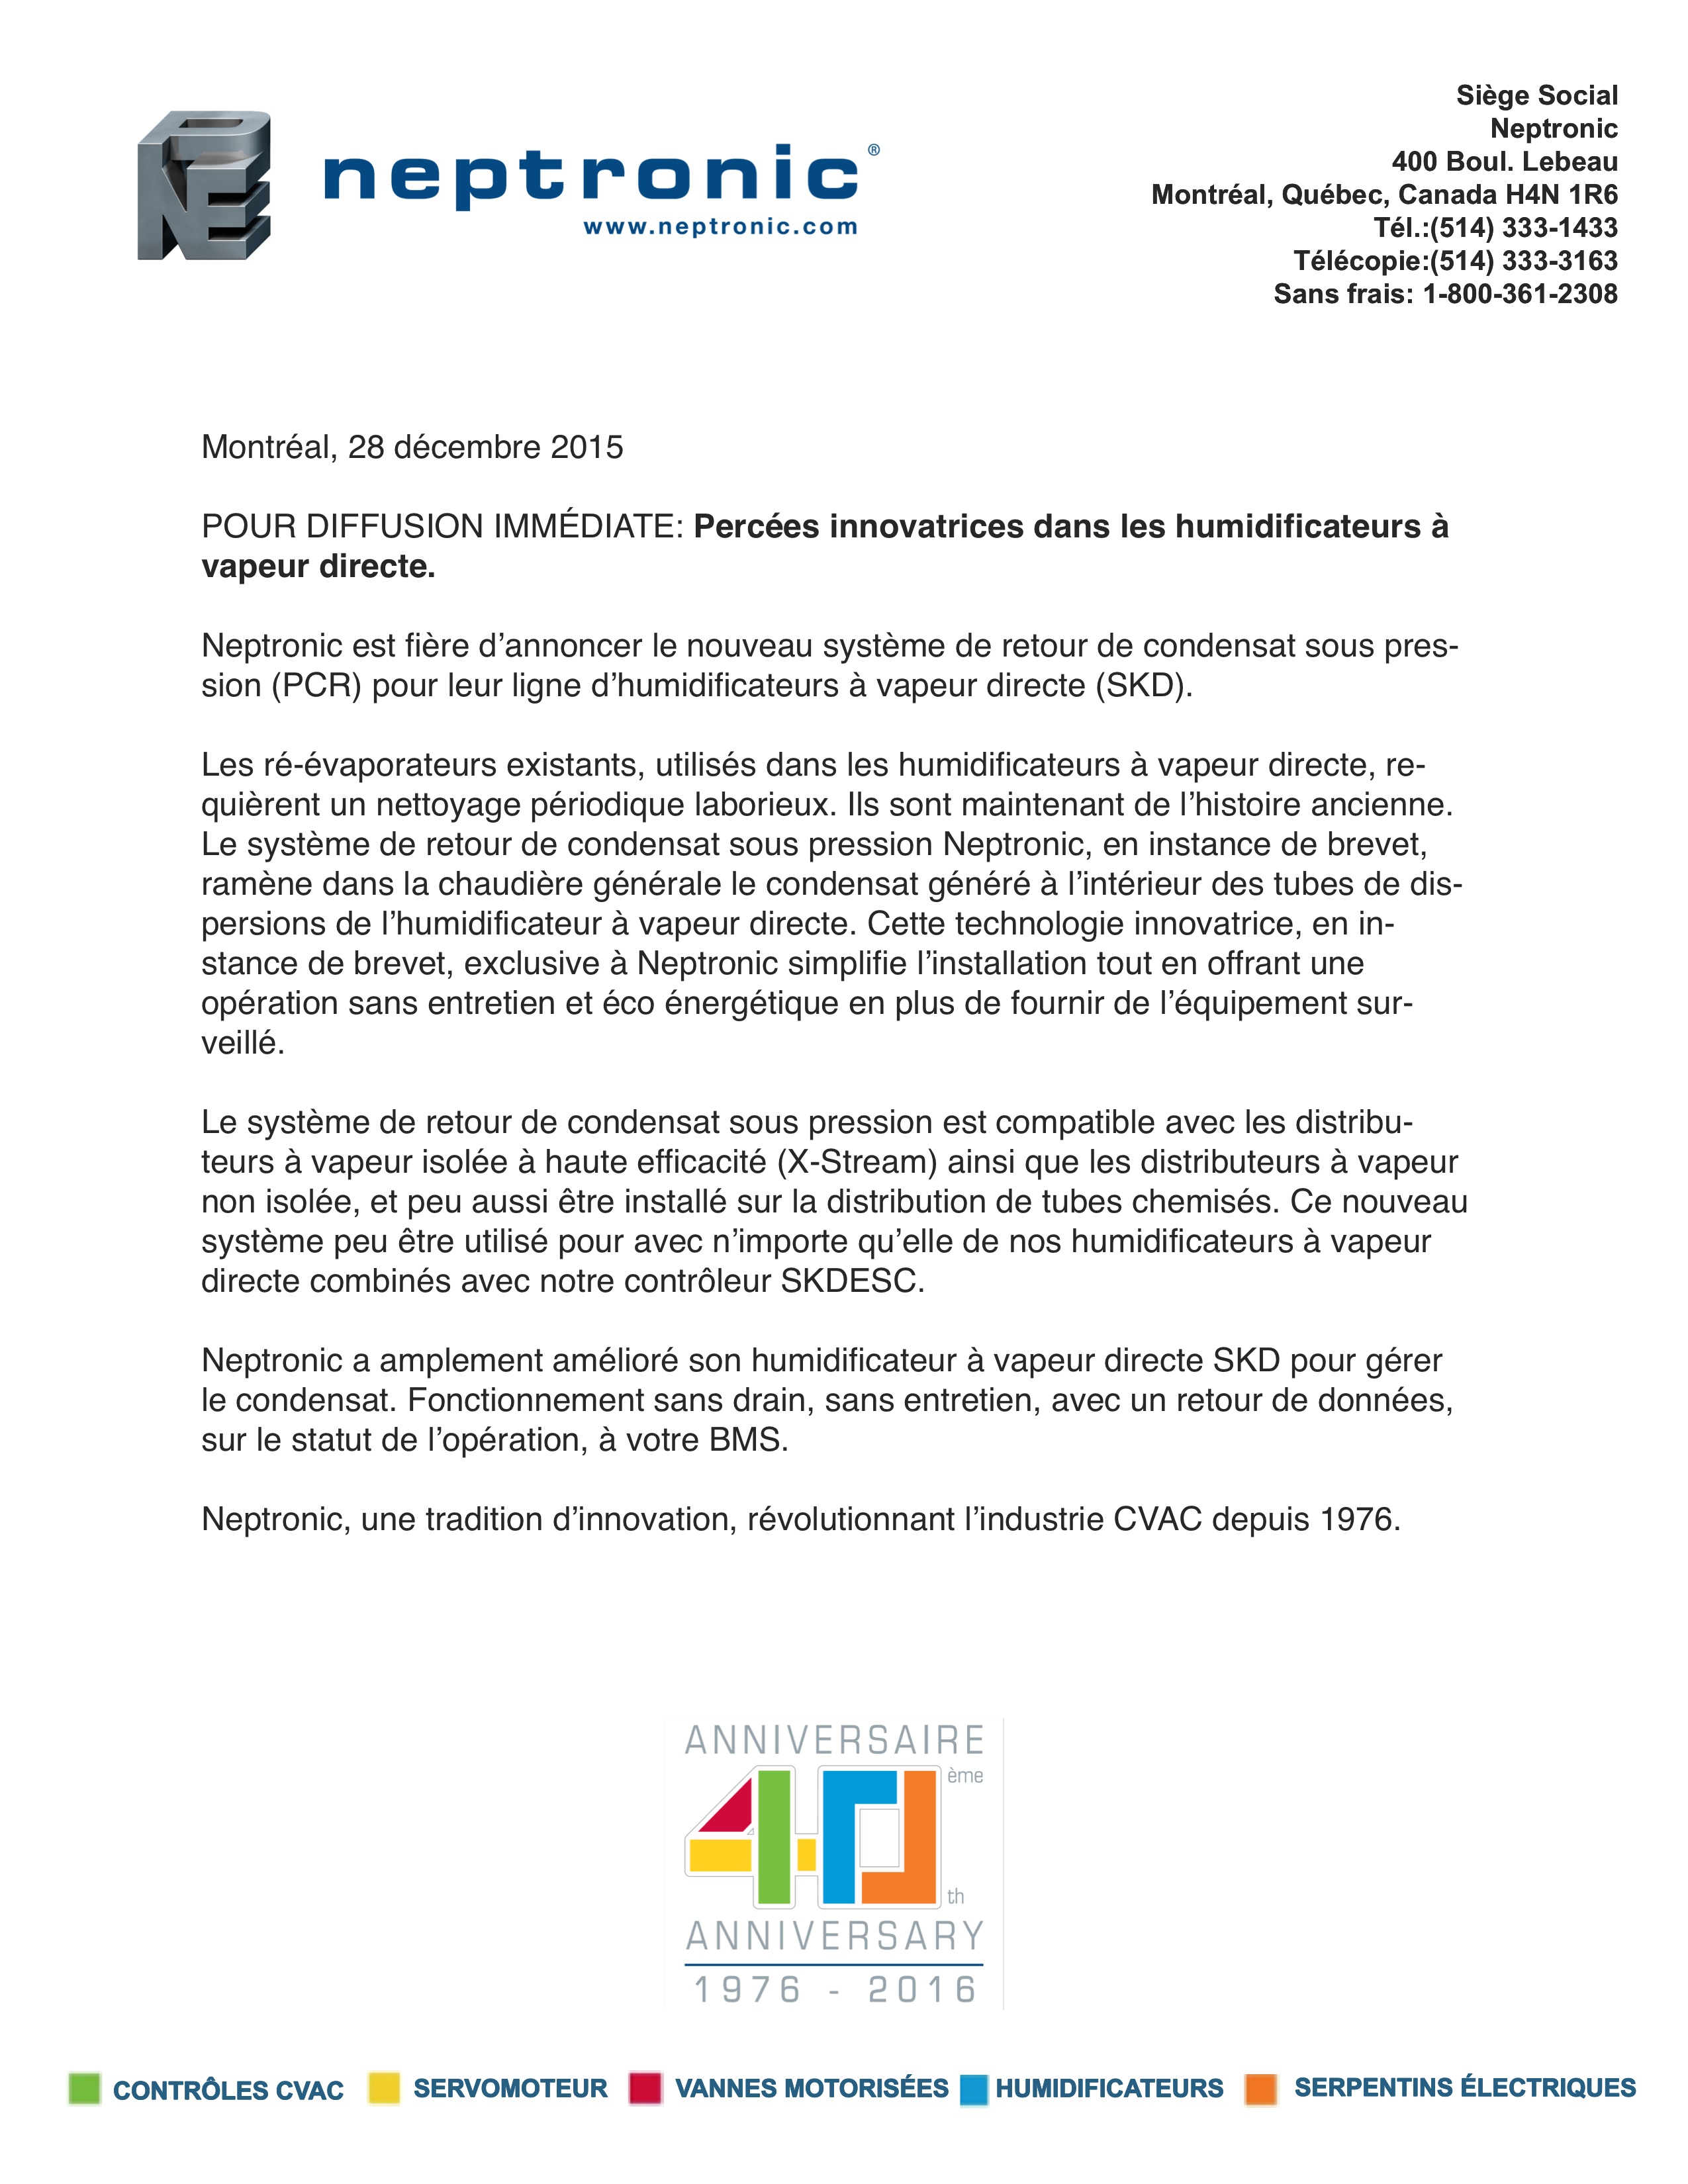 PNE
neptronic®
www.neptronic.com
Siège Social
Neptronic
400 Boul. Lebeau
Montréal, Québec, Canada H4N 1R6
Tél.:(514) 333-1433
Télécopie:(514) 333-3163
Sans frais: 1-800-361-2308
Montréal, 28 décembre 2015
POUR DIFFUSION IMMÉDIATE: Percées innovatrices dans les humidificateurs à
vapeur directe.
Neptronic est fière d’annoncer le nouveau système de retour de condensat sous pres-
sion (PCR) pour leur ligne d’humidificateurs à vapeur directe (SKD).
Les ré-évaporateurs existants, utilisés dans les humidificateurs à vapeur directe, re-
quièrent un nettoyage périodique laborieux. Ils sont maintenant de l’histoire ancienne.
Le système de retour de condensat sous pression Neptronic, en instance de brevet,
ramène dans la chaudière générale le condensat généré à l’intérieur des tubes de dis-
persions de l’humidificateur à vapeur directe. Cette technologie innovatrice, en in-
stance de brevet, exclusive à Neptronic simplifie l’installation tout en offrant une
opération sans entretien et éco énergétique en plus de fournir de l’équipement sur-
veillé.
Le système de retour de condensat sous pression est compatible avec les distribu-
teurs à vapeur isolée à haute efficacité (X-Stream) ainsi que les distributeurs à vapeur
non isolée, et peu aussi être installé sur la distribution de tubes chemisés. Ce nouveau
système peu être utilisé pour avec n’importe qu’elle de nos humidificateurs à vapeur
directe combinés avec notre contrôleur SKDESC.
Neptronic a amplement amélioré son humidificateur à vapeur directe SKD pour gérer
le condensat. Fonctionnement sans drain, sans entretien, avec un retour de données,
sur le statut de l’opération, à votre BMS.
Neptronic, une tradition d’innovation, révolutionnant l’industrie CVAC depuis 1976.
ANNIVERSAIRE
40 ème
th
ANNIVERSARY
1976 - 2016
CONTRÔLES CVAC SERVOMOTEUR VANNES MOTORISÉES HUMIDIFICATEURS SERPENTINS ÉLECTRIQUES